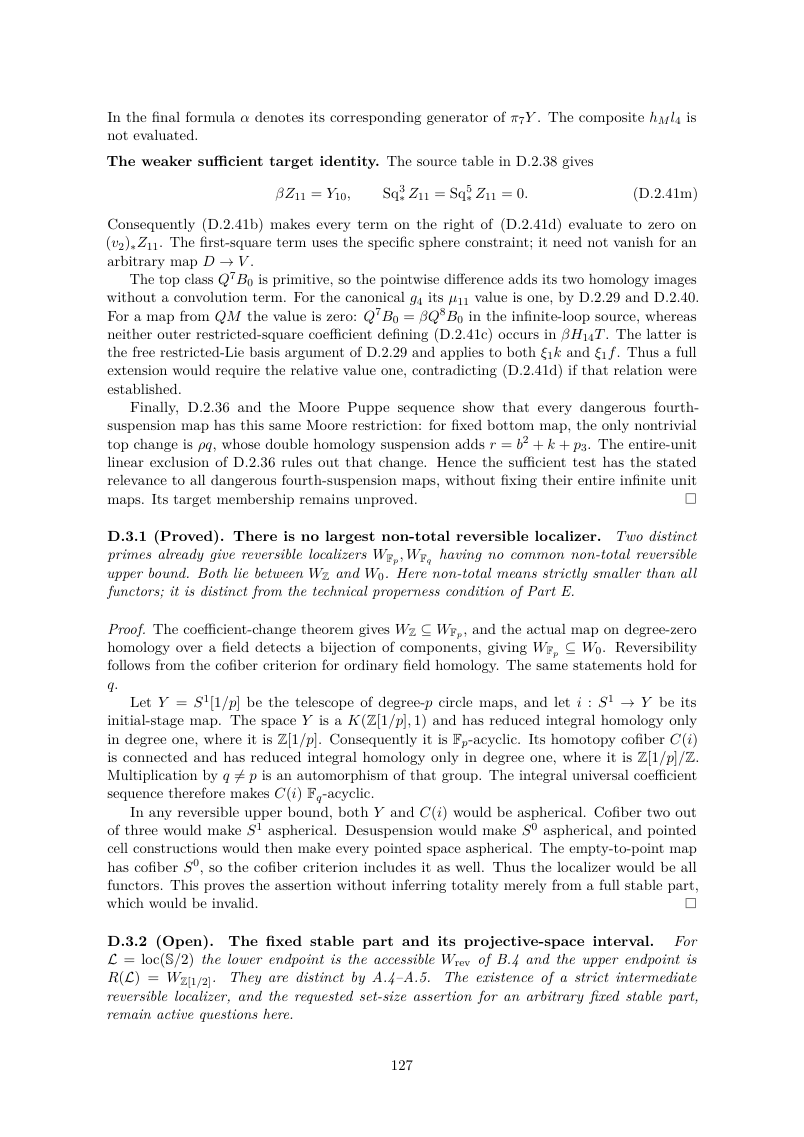 In the final formula α denotes its corresponding generator of π₇Y. The composite h_M l₄ is
not evaluated.
The weaker sufficient target identity. The source table in D.2.38 gives
βZ₁₁ = Y₁₀, Sq³_* Z₁₁ = Sq⁵_* Z₁₁ = 0. (D.2.41m)
Consequently (D.2.41b) makes every term on the right of (D.2.41d) evaluate to zero on
(v₂)_*Z₁₁. The first-square term uses the specific sphere constraint; it need not vanish for an
arbitrary map D → V.
The top class Q⁷B₀ is primitive, so the pointwise difference adds its two homology images
without a convolution term. For the canonical g₄ its μ₁₁ value is one, by D.2.29 and D.2.40.
For a map from QM the value is zero: Q⁷B₀ = βQ⁸B₀ in the infinite-loop source, whereas
neither outer restricted-square coefficient defining (D.2.41c) occurs in βH₁₄T. The latter is
the free restricted-Lie basis argument of D.2.29 and applies to both ξ₁k and ξ₁f. Thus a full
extension would require the relative value one, contradicting (D.2.41d) if that relation were
established.
Finally, D.2.36 and the Moore Puppe sequence show that every dangerous fourth-
suspension map has this same Moore restriction: for fixed bottom map, the only nontrivial
top change is ρq, whose double homology suspension adds r = b² + k + p₃. The entire-unit
linear exclusion of D.2.36 rules out that change. Hence the sufficient test has the stated
relevance to all dangerous fourth-suspension maps, without fixing their entire infinite unit
maps. Its target membership remains unproved. □
D.3.1 (Proved). There is no largest non-total reversible localizer. Two distinct
primes already give reversible localizers W_{𝔽_p}, W_{𝔽_q} having no common non-total reversible
upper bound. Both lie between W_ℤ and W₀. Here non-total means strictly smaller than all
functors; it is distinct from the technical properness condition of Part E.
Proof. The coefficient-change theorem gives W_ℤ ⊆ W_{𝔽_p}, and the actual map on degree-zero
homology over a field detects a bijection of components, giving W_{𝔽_p} ⊆ W₀. Reversibility
follows from the cofiber criterion for ordinary field homology. The same statements hold for
q.
Let Y = S¹[1/p] be the telescope of degree-p circle maps, and let i : S¹ → Y be its
initial-stage map. The space Y is a K(ℤ[1/p], 1) and has reduced integral homology only
in degree one, where it is ℤ[1/p]. Consequently it is 𝔽_p-acyclic. Its homotopy cofiber C(i)
is connected and has reduced integral homology only in degree one, where it is ℤ[1/p]/ℤ.
Multiplication by q ≠ p is an automorphism of that group. The integral universal coefficient
sequence therefore makes C(i) 𝔽_q-acyclic.
In any reversible upper bound, both Y and C(i) would be aspherical. Cofiber two out
of three would make S¹ aspherical. Desuspension would make S⁰ aspherical, and pointed
cell constructions would then make every pointed space aspherical. The empty-to-point map
has cofiber S⁰, so the cofiber criterion includes it as well. Thus the localizer would be all
functors. This proves the assertion without inferring totality merely from a full stable part,
which would be invalid. □
D.3.2 (Open). The fixed stable part and its projective-space interval. For
ℒ = loc(𝕊/2) the lower endpoint is the accessible W_rev of B.4 and the upper endpoint is
R(ℒ) = W_{ℤ[1/2]}. They are distinct by A.4–A.5. The existence of a strict intermediate
reversible localizer, and the requested set-size assertion for an arbitrary fixed stable part,
remain active questions here.
127